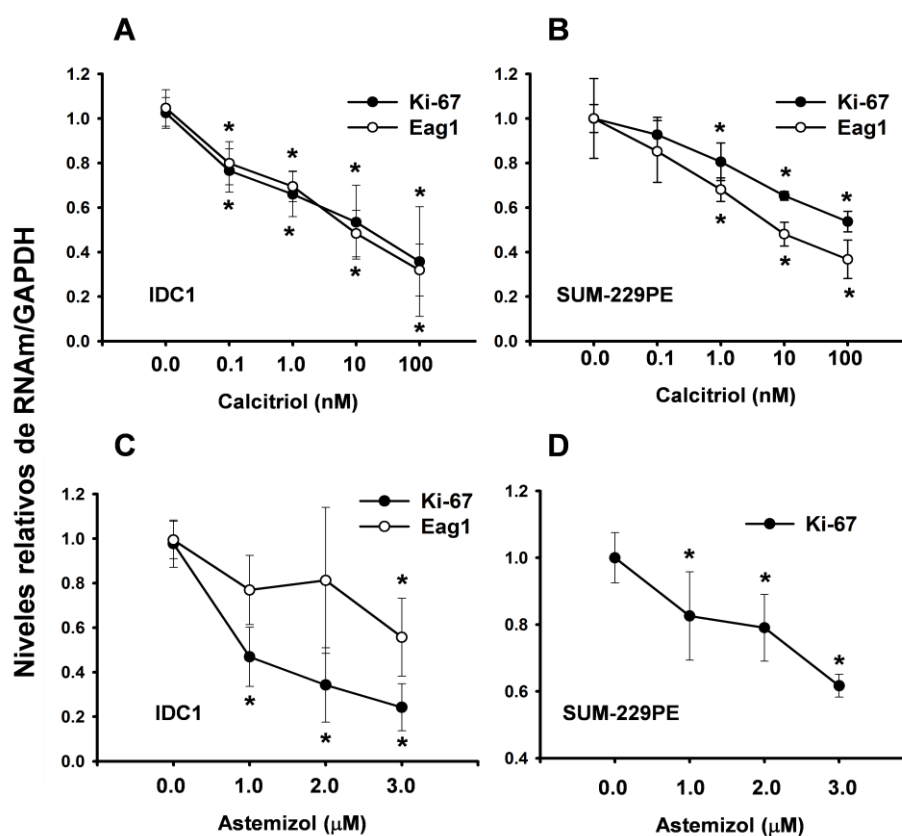 Niveles relativos de RNAm/GAPDH
A
1.2
1.0
0.8
0.6
0.4
0.2
0.0
Ki-67
Eag1
* * * *
* * * *
IDC1
0.0 0.1 1.0 10 100
Calcitriol (nM)
B
1.2
1.0
0.8
0.6
0.4
0.2
0.0
Ki-67
Eag1
* * *
* * *
SUM-229PE
0.0 0.1 1.0 10 100
Calcitriol (nM)
C
1.2
1.0
0.8
0.6
0.4
0.2
0.0
Ki-67
Eag1
*
* * *
IDC1
0.0 1.0 2.0 3.0
Astemizol (μM)
D
1.2
1.0
0.8
0.6
0.4
Ki-67
* * *
SUM-229PE
0.0 1.0 2.0 3.0
Astemizol (μM)